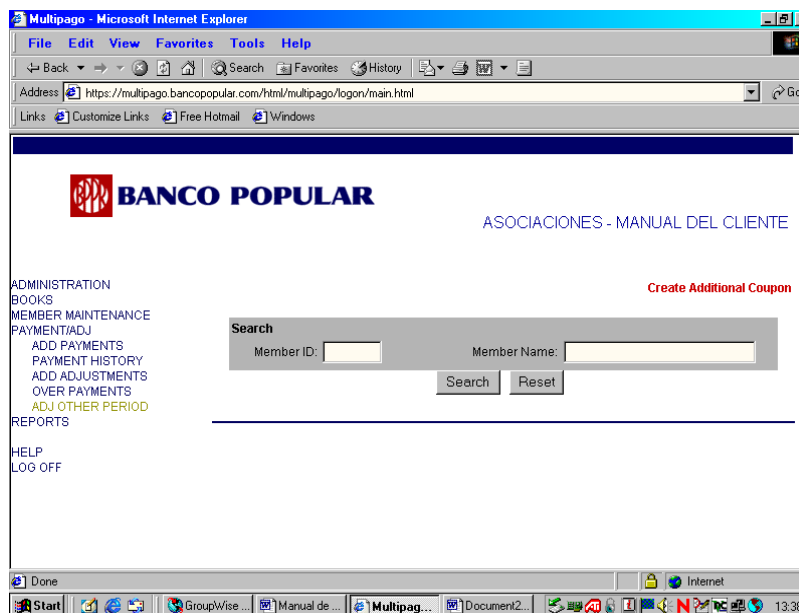 Multipago - Microsoft Internet Explorer
File Edit View Favorites Tools Help
Back Search Favorites History
Address https://multipago.bancopopular.com/html/multipago/logon/main.html Go
Links Customize Links Free Hotmail Windows
BPPR BANCO POPULAR
ASOCIACIONES - MANUAL DEL CLIENTE
ADMINISTRATION
Create Additional Coupon
BOOKS
MEMBER MAINTENANCE
PAYMENT/ADJ
Search
ADD PAYMENTS
Member ID: Member Name:
PAYMENT HISTORY
ADD ADJUSTMENTS
Search Reset
OVER PAYMENTS
ADJ OTHER PERIOD
REPORTS
HELP
LOG OFF
Done Internet
Start GroupWise ... Manual de ... Multipag... Document2...